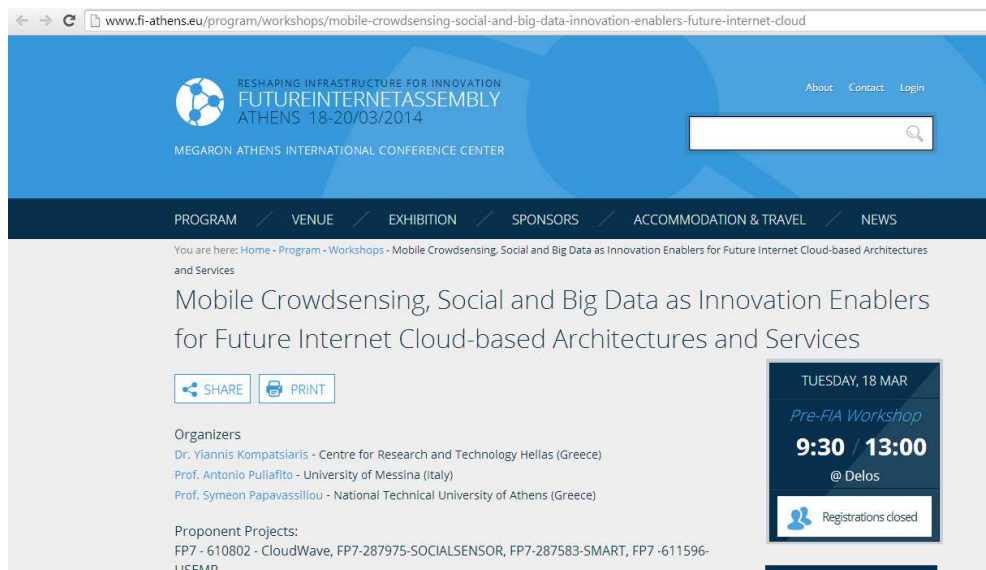 www.fi-athens.eu/program/workshops/mobile-crowdsensing-social-and-big-data-innovation-enablers-future-internet-cloud
RESHAPING INFRASTRUCTURE FOR INNOVATION
FUTUREINTERNETASSEMBLY
ATHENS 18-20/03/2014
MEGARON ATHENS INTERNATIONAL CONFERENCE CENTER
About Contact Login
PROGRAM / VENUE / EXHIBITION / SPONSORS / ACCOMMODATION & TRAVEL / NEWS
You are here: Home - Program - Workshops - Mobile Crowdsensing, Social and Big Data as Innovation Enablers for Future Internet Cloud-based Architectures
and Services
Mobile Crowdsensing, Social and Big Data as Innovation Enablers
for Future Internet Cloud-based Architectures and Services
SHARE PRINT
Organizers
Dr. Yiannis Kompatsiaris - Centre for Research and Technology Hellas (Greece)
Prof. Antonio Puliafito - University of Messina (Italy)
Prof. Symeon Papavassiliou - National Technical University of Athens (Greece)
Proponent Projects:
FP7 - 610802 - CloudWave, FP7-287975-SOCIALSENSOR, FP7-287583-SMART, FP7 -611596-
TUESDAY, 18 MAR
Pre-FIA Workshop
9:30 / 13:00
@ Delos
Registrations closed